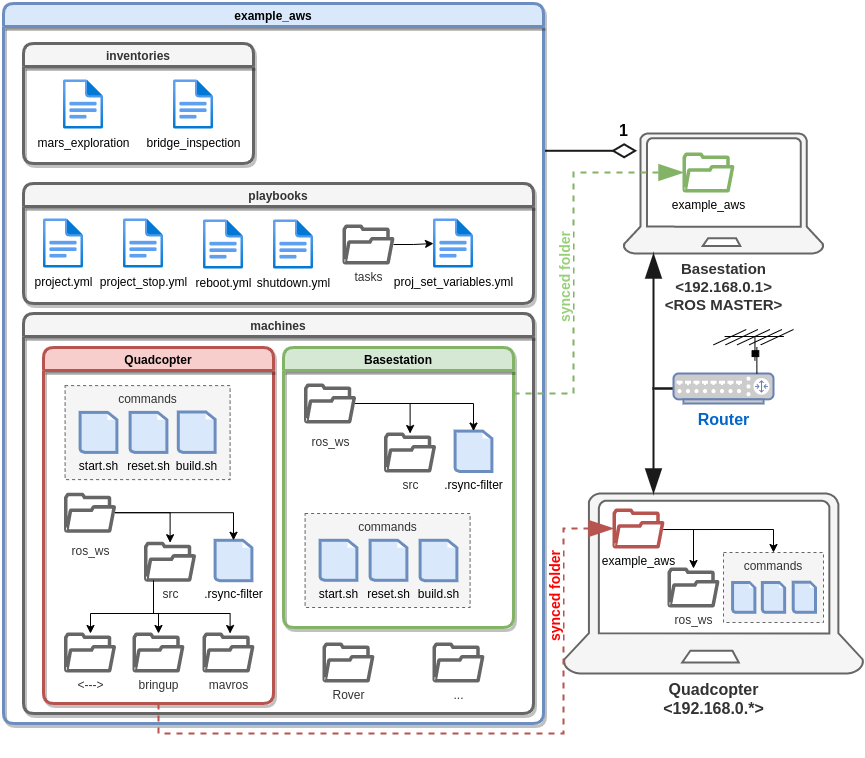 example_aws
inventories
mars_exploration
bridge_inspection
playbooks
project.yml
project_stop.yml
reboot.yml
shutdown.yml
tasks
proj_set_variables.yml
machines
Quadcopter
commands
start.sh
reset.sh
build.sh
ros_ws
src
.rsync-filter
<--->
bringup
mavros
Basestation
ros_ws
src
.rsync-filter
commands
start.sh
reset.sh
build.sh
Rover
...
synced folder
synced folder
1
example_aws
Basestation
<192.168.0.1>
<ROS MASTER>
Router
example_aws
ros_ws
commands
Quadcopter
<192.168.0.*>